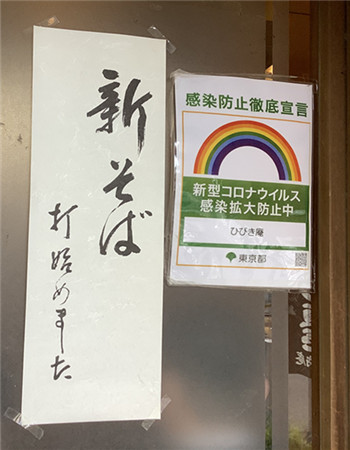 新そば
打始めました
感染防止徹底宣言
新型コロナウイルス
感染拡大防止中
ひびき庵
東京都